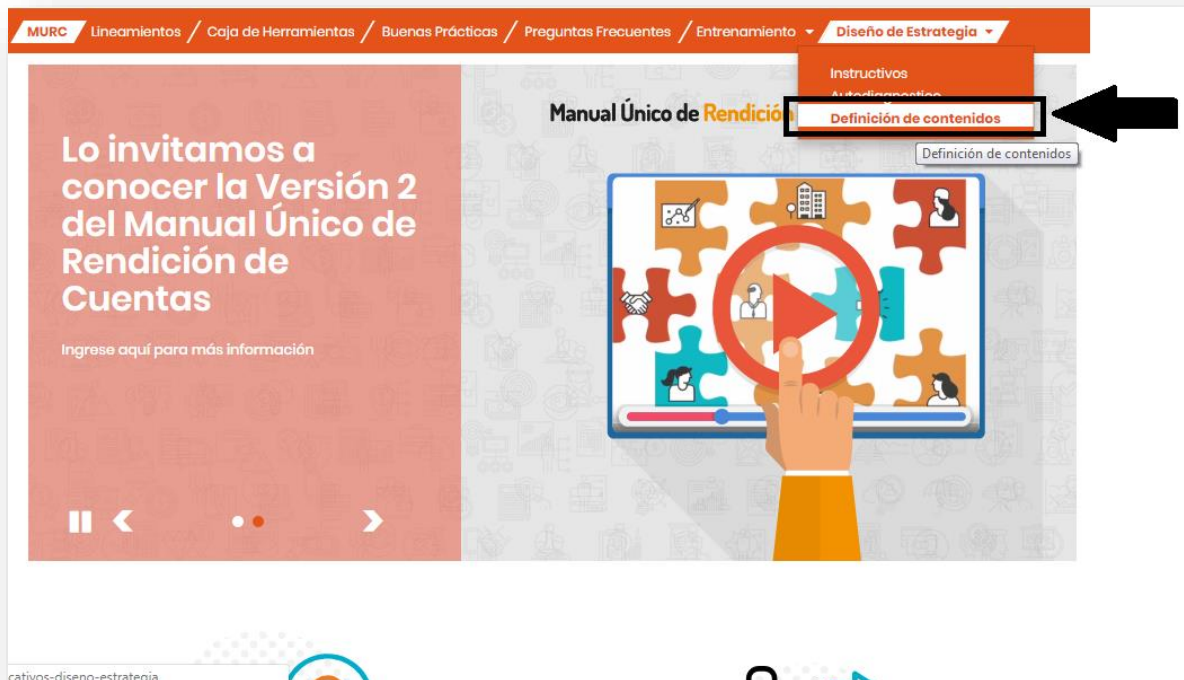 MURC / Lineamientos / Caja de Herramientas / Buenas Prácticas / Preguntas Frecuentes / Entrenamiento Diseño de Estrategia
Instructivos
Autodiagnostico
Definición de contenidos
Definición de contenidos
Manual Único de Rendición
Lo invitamos a
conocer la Versión 2
del Manual Único de
Rendición de
Cuentas
Ingrese aquí para más información
cativos-diseno-estrategia